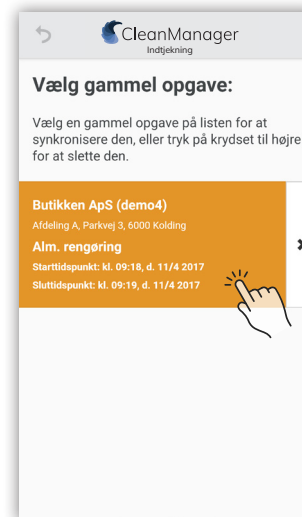 CleanManager
Indtjekning
Vælg gammel opgave:
Vælg en gammel opgave på listen for at
synkronisere den, eller tryk på krydset til højre
for at slette den.
Butikken ApS (demo4)
Afdeling A, Parkvej 3, 6000 Kolding
Alm. rengøring
Starttidspunkt: kl. 09:18, d. 11/4 2017
Sluttidspunkt: kl. 09:19, d. 11/4 2017